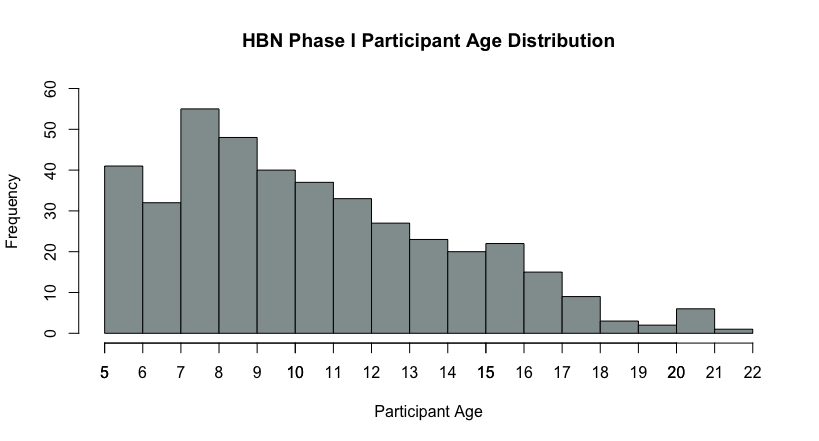 HBN Phase I Participant Age Distribution
60
50
40
30
20
10
0
Frequency
5 6 7 8 9 10 11 12 13 14 15 16 17 18 19 20 21 22
Participant Age